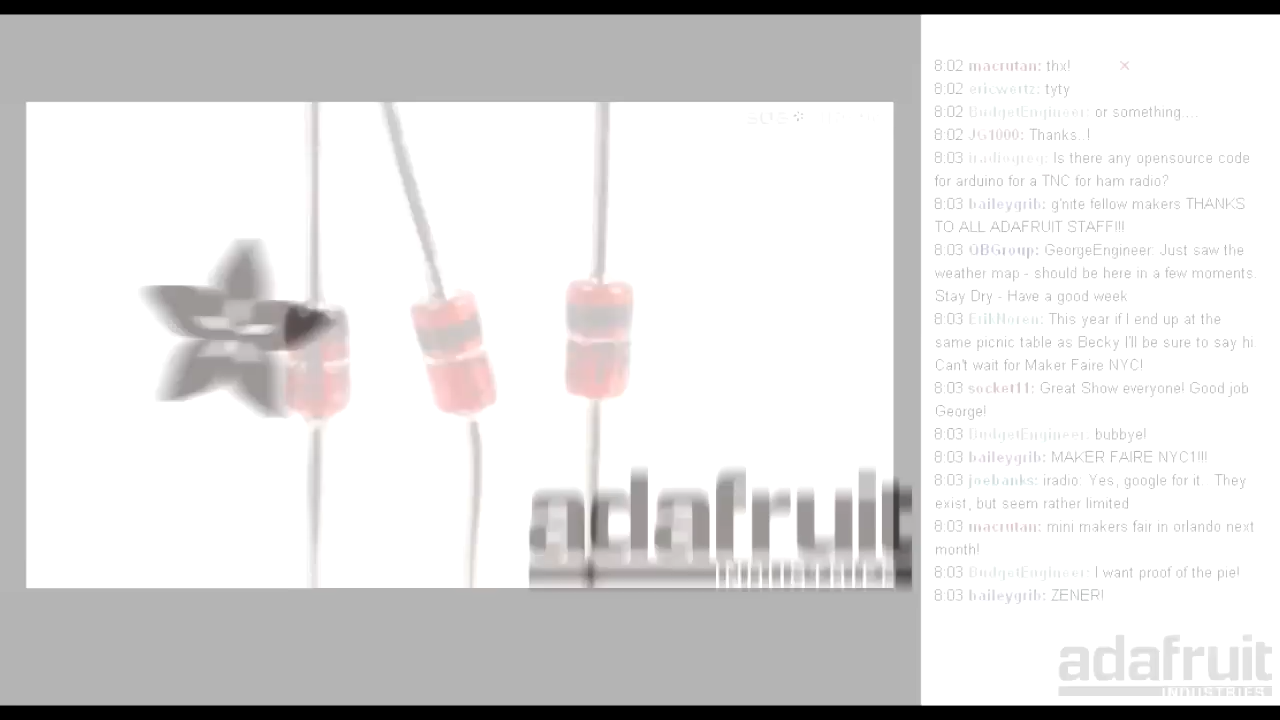 8:02 macrutan: thx!
8:02 ericwertz: tyty
8:02 BudgetEngineer: or something....
8:02 JG1000: Thanks..!
8:03 iradiogreg: Is there any opensource code
for arduino for a TNC for ham radio?
8:03 baileygrib: g'nite fellow makers THANKS
TO ALL ADAFRUIT STAFF!!!
8:03 OBGroup: GeorgeEngineer: Just saw the
weather map - should be here in a few moments.
Stay Dry - Have a good week
8:03 ErikNoren: This year if I end up at the
same picnic table as Becky I'll be sure to say hi.
Can't wait for Maker Faire NYC!
8:03 socket11: Great Show everyone! Good job
George!
8:03 BudgetEngineer: bubbye!
8:03 baileygrib: MAKER FAIRE NYC1!!!
8:03 joebanks: iradio: Yes, google for it.. They
exist, but seem rather limited
8:03 macrutan: mini makers fair in orlando next
month!
8:03 BudgetEngineer: I want proof of the pie!
8:03 baileygrib: ZENER!
adafruit
adafruit
INDUSTRIES